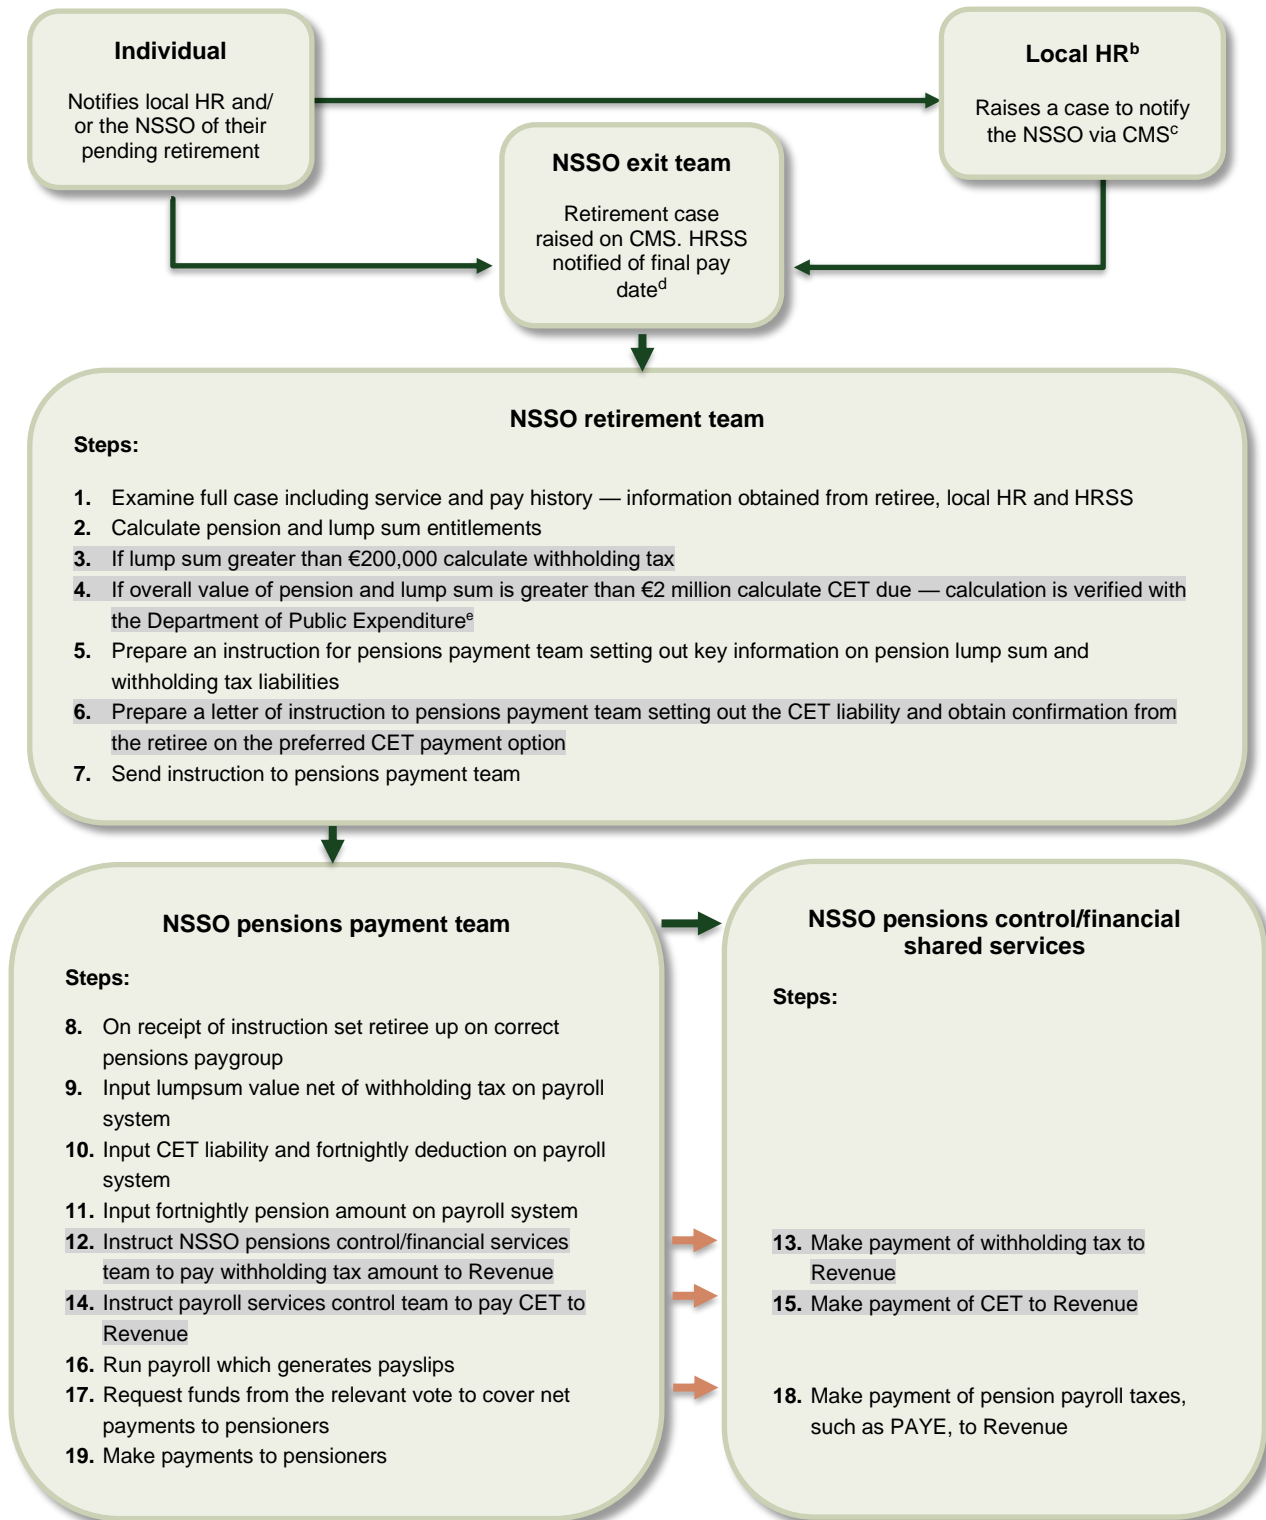 Individual
Notifies local HR and/
or the NSSO of their
pending retirement
Local HRᵇ
Raises a case to notify
the NSSO via CMSᶜ
NSSO exit team
Retirement case
raised on CMS. HRSS
notified of final pay
dateᵈ
NSSO retirement team
Steps:
1. Examine full case including service and pay history — information obtained from retiree, local HR and HRSS
2. Calculate pension and lump sum entitlements
3. If lump sum greater than €200,000 calculate withholding tax
4. If overall value of pension and lump sum is greater than €2 million calculate CET due — calculation is verified with
the Department of Public Expenditureᵉ
5. Prepare an instruction for pensions payment team setting out key information on pension lump sum and
withholding tax liabilities
6. Prepare a letter of instruction to pensions payment team setting out the CET liability and obtain confirmation from
the retiree on the preferred CET payment option
7. Send instruction to pensions payment team
NSSO pensions payment team
Steps:
8. On receipt of instruction set retiree up on correct
pensions paygroup
9. Input lumpsum value net of withholding tax on payroll
system
10. Input CET liability and fortnightly deduction on payroll
system
11. Input fortnightly pension amount on payroll system
12. Instruct NSSO pensions control/financial services
team to pay withholding tax amount to Revenue
14. Instruct payroll services control team to pay CET to
Revenue
16. Run payroll which generates payslips
17. Request funds from the relevant vote to cover net
payments to pensioners
19. Make payments to pensioners
NSSO pensions control/financial
shared services
Steps:
13. Make payment of withholding tax to
Revenue
15. Make payment of CET to Revenue
18. Make payment of pension payroll taxes,
such as PAYE, to Revenue